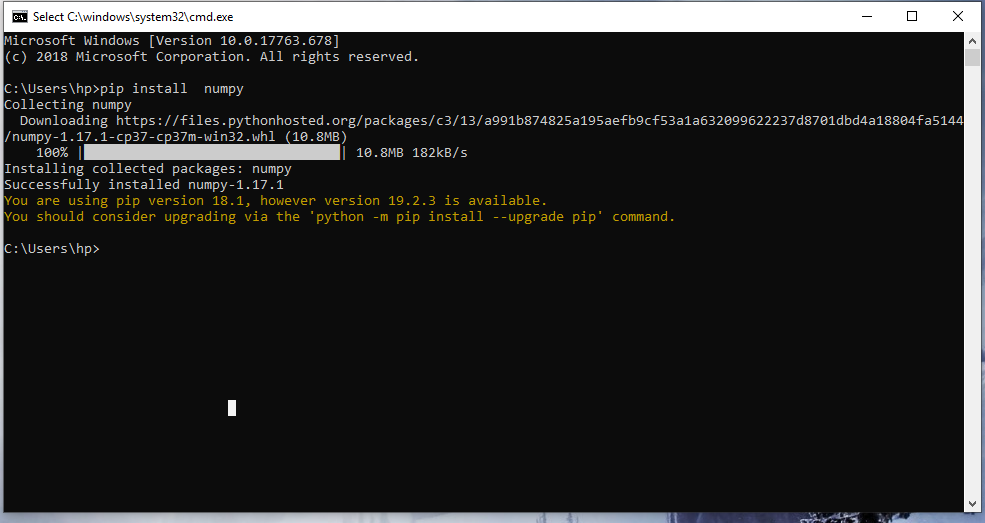 Select C:\windows\system32\cmd.exe
Microsoft Windows [Version 10.0.17763.678]
(c) 2018 Microsoft Corporation. All rights reserved.
C:\Users\hp>pip install  numpy
Collecting numpy
  Downloading https://files.pythonhosted.org/packages/c3/13/a991b874825a195aefb9cf53a1a632099622237d8701dbd4a18804fa5144
/numpy-1.17.1-cp37-cp37m-win32.whl (10.8MB)
    100% |████████████████████████████████| 10.8MB 182kB/s
Installing collected packages: numpy
Successfully installed numpy-1.17.1
You are using pip version 18.1, however version 19.2.3 is available.
You should consider upgrading via the 'python -m pip install --upgrade pip' command.
C:\Users\hp>